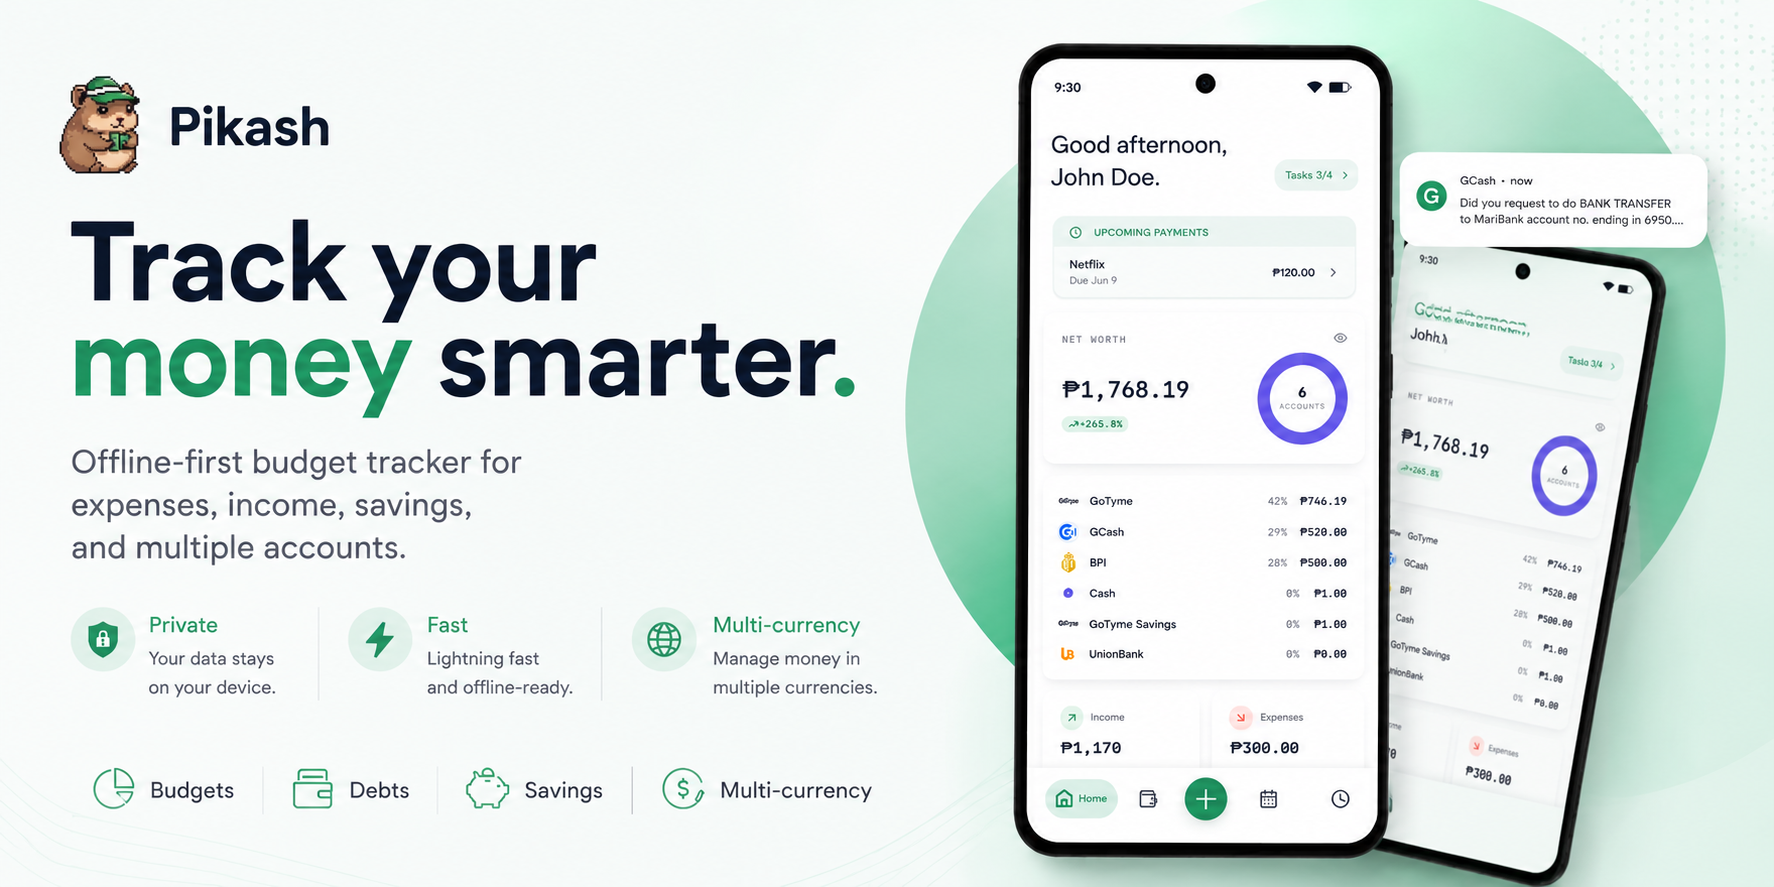 Pikash
Track your
money smarter.
Offline-first budget tracker for
expenses, income, savings,
and multiple accounts.
Private
Your data stays
on your device.
Fast
Lightning fast
and offline-ready.
Multi-currency
Manage money in
multiple currencies.
Budgets
Debts
Savings
Multi-currency
9:30
Good afternoon,
John Doe.
Tasks 3/4
UPCOMING PAYMENTS
Netflix
₱120.00
Due Jun 9
NET WORTH
₱1,768.19
+265.8%
6
ACCOUNTS
GoTyme 42% ₱746.19
GCash 29% ₱520.00
BPI 28% ₱500.00
Cash 0% ₱1.00
GoTyme Savings 0% ₱1.00
UnionBank 0% ₱0.00
Income
₱1,170
Expenses
₱300.00
Home
G
GCash • now
Did you request to do BANK TRANSFER
to MariBank account no. ending in 6950....
9:30
Tasks 3/4
NET WORTH
₱1,768.19
+265.8%
6
ACCOUNTS
GoTyme 42% ₱746.19
GCash 29% ₱520.00
BPI 28% ₱500.00
Cash 0% ₱1.00
GoTyme Savings 0% ₱1.00
UnionBank 0% ₱0.00
Expenses
₱300.00